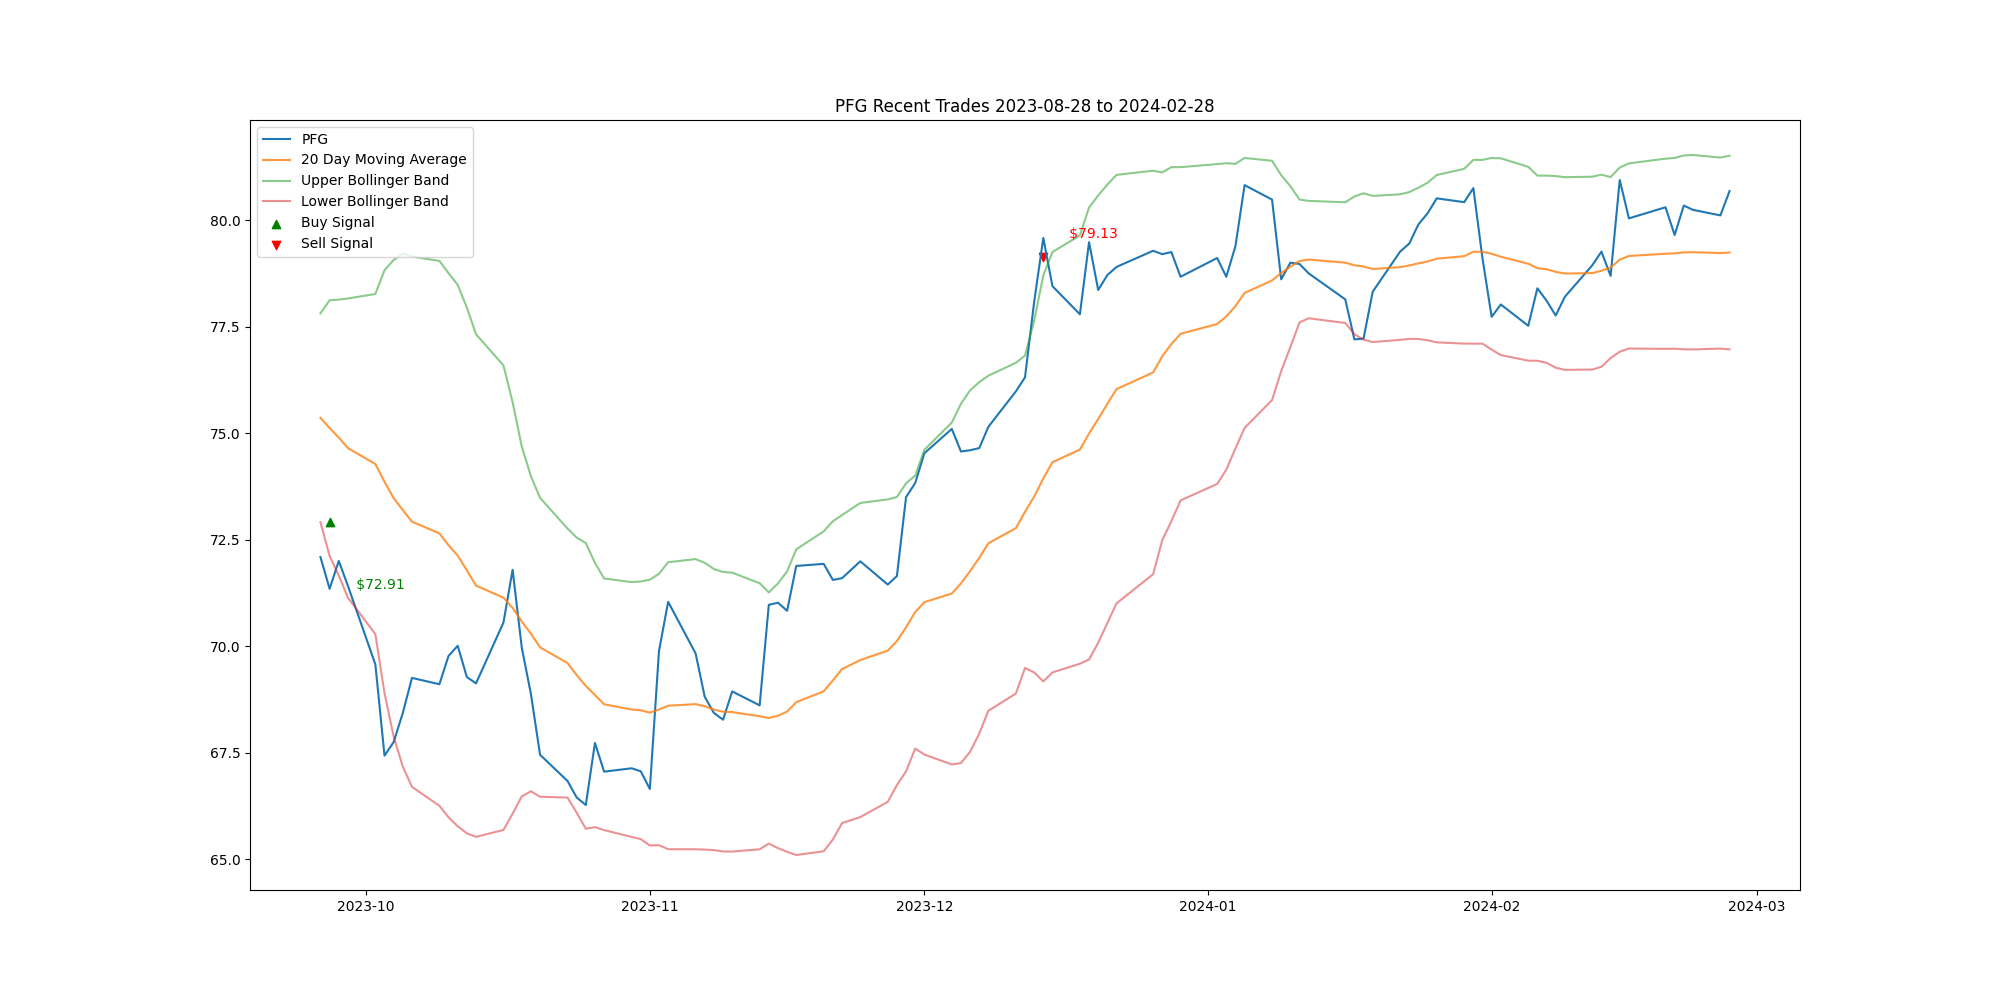 PFG Recent Trades 2023-08-28 to 2024-02-28
PFG
20 Day Moving Average
Upper Bollinger Band
Lower Bollinger Band
Buy Signal
Sell Signal
80.0
77.5
75.0
72.5
70.0
67.5
65.0
$79.13
$72.91
2023-10
2023-11
2023-12
2024-01
2024-02
2024-03